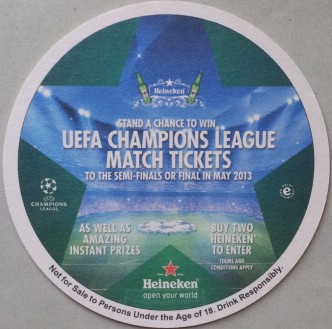 Heineken
STAND A CHANCE TO WIN
UEFA CHAMPIONS LEAGUE
MATCH TICKETS
TO THE SEMI-FINALS OR FINAL IN MAY 2013
CHAMPIONS
LEAGUE
e
AS WELL AS
AMAZING
INSTANT PRIZES
BUY TWO
HEINEKEN
TO ENTER
TERMS AND
CONDITIONS APPLY
Heineken
open your world
Not for Sale to Persons Under the Age of 18. Drink Responsibly.